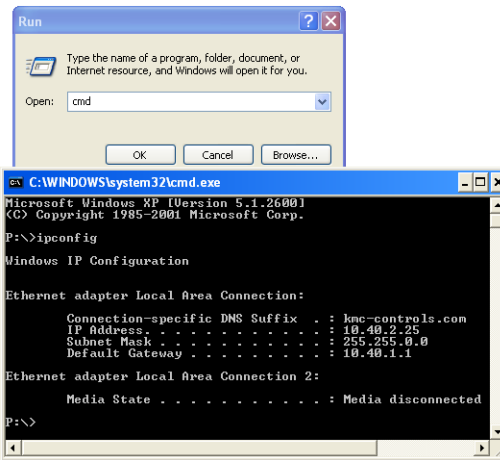 Run
Type the name of a program, folder, document, or
Internet resource, and Windows will open it for you.
Open: cmd
OK Cancel Browse...
C:\WINDOWS\system32\cmd.exe
Microsoft Windows XP [Version 5.1.2600]
(C) Copyright 1985-2001 Microsoft Corp.
P:\>ipconfig
Windows IP Configuration
Ethernet adapter Local Area Connection:
Connection-specific DNS Suffix . : kmc-controls.com
IP Address. . . . . . . . . . . . : 10.40.2.25
Subnet Mask . . . . . . . . . . . : 255.255.0.0
Default Gateway . . . . . . . . . : 10.40.1.1
Ethernet adapter Local Area Connection 2:
Media State . . . . . . . . . . . : Media disconnected
P:\>